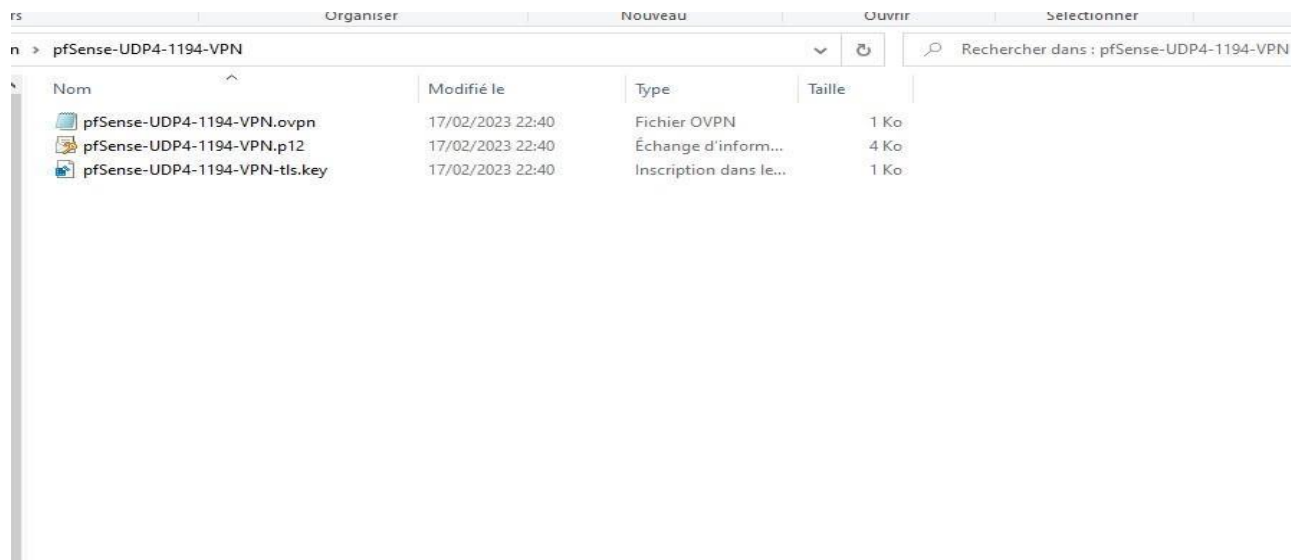 rs Organiser Nouveau Ouvrir Sélectionner
n > pfSense-UDP4-1194-VPN Rechercher dans : pfSense-UDP4-1194-VPN
Nom Modifié le Type Taille
pfSense-UDP4-1194-VPN.ovpn 17/02/2023 22:40 Fichier OVPN 1 Ko
pfSense-UDP4-1194-VPN.p12 17/02/2023 22:40 Échange d'inform... 4 Ko
pfSense-UDP4-1194-VPN-tls.key 17/02/2023 22:40 Inscription dans le... 1 Ko